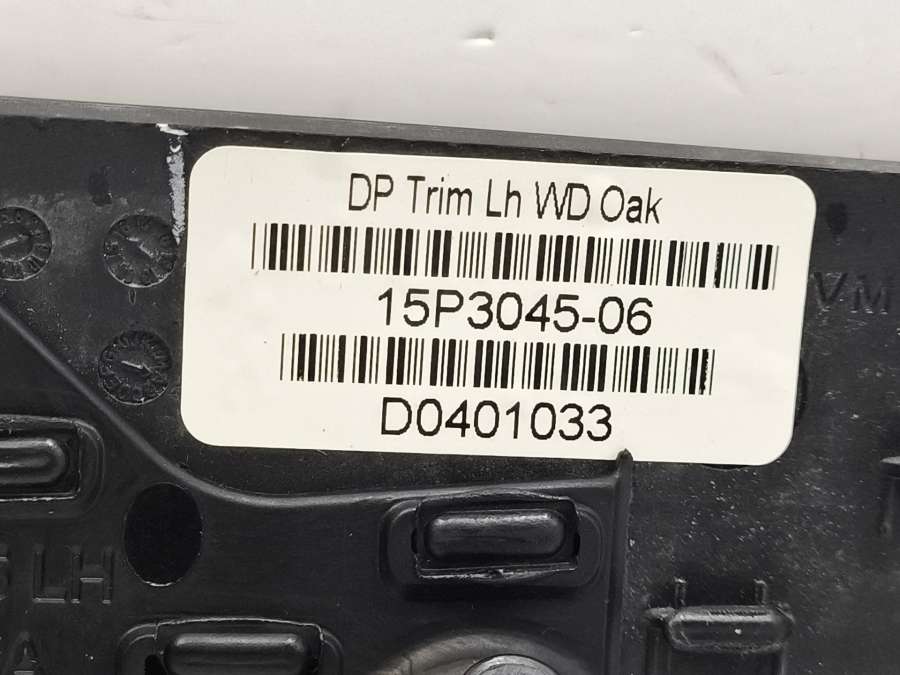 DP Trim Lh WD Oak
15P3045-06
D0401033
VM
LH
A